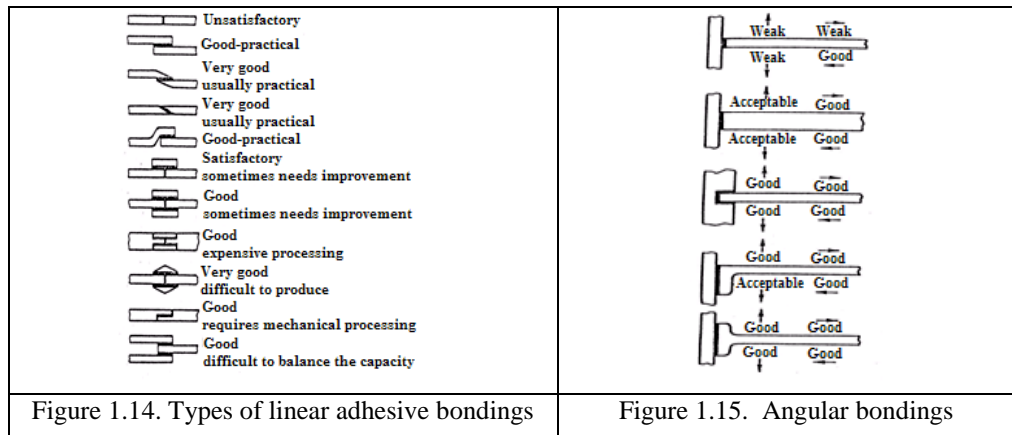 Unsatisfactory
Good-practical
Very good
usually practical
Very good
usually practical
Good-practical
Satisfactory
sometimes needs improvement
Good
sometimes needs improvement
Good
expensive processing
Very good
difficult to produce
Good
requires mechanical processing
Good
difficult to balance the capacity
Figure 1.14. Types of linear adhesive bondings
Weak Weak
Weak Good
Acceptable Good
Acceptable Good
Good Good
Good Good
Good Good
Acceptable Good
Good Good
Good Good
Figure 1.15. Angular bondings